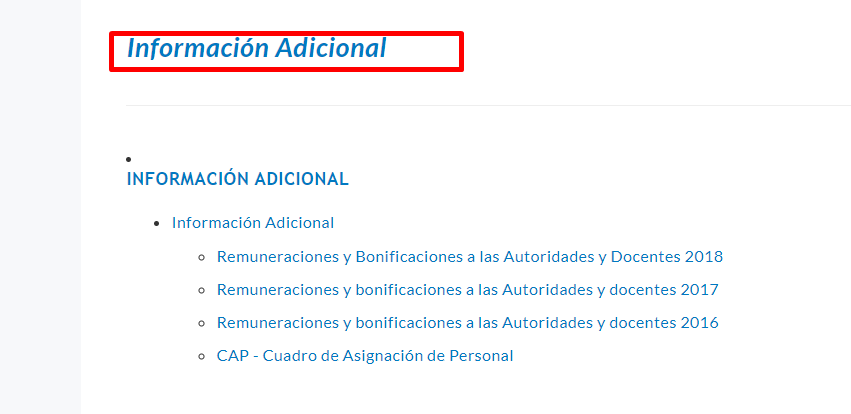 Información Adicional
INFORMACIÓN ADICIONAL
Información Adicional
Remuneraciones y Bonificaciones a las Autoridades y Docentes 2018
Remuneraciones y bonificaciones a las Autoridades y docentes 2017
Remuneraciones y bonificaciones a las Autoridades y docentes 2016
CAP - Cuadro de Asignación de Personal